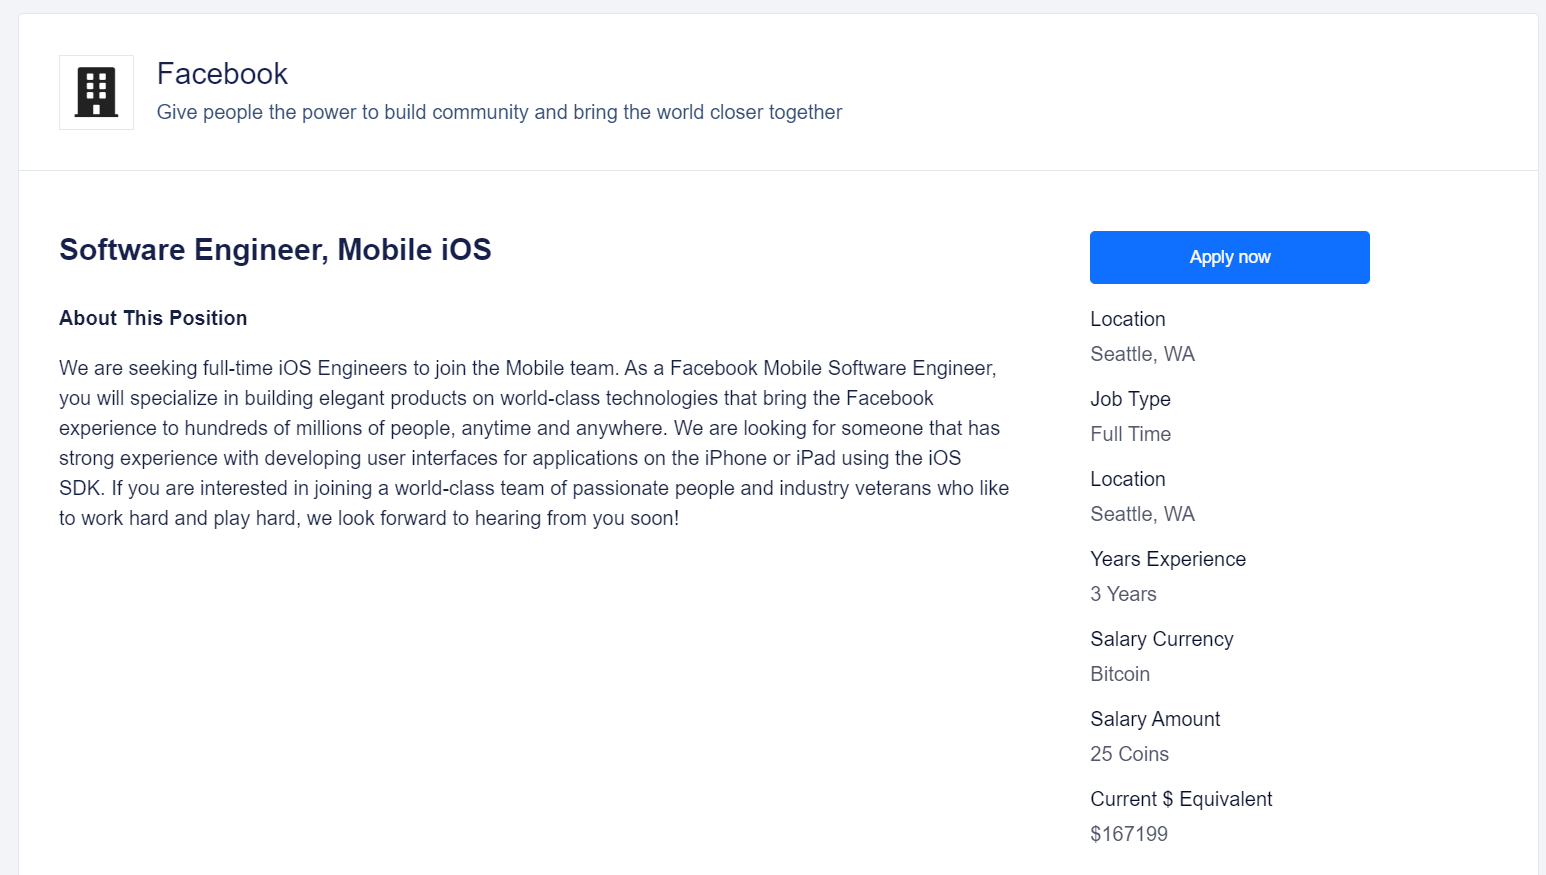 Facebook
Give people the power to build community and bring the world closer together
Software Engineer, Mobile iOS
About This Position
We are seeking full-time iOS Engineers to join the Mobile team. As a Facebook Mobile Software Engineer,
you will specialize in building elegant products on world-class technologies that bring the Facebook
experience to hundreds of millions of people, anytime and anywhere. We are looking for someone that has
strong experience with developing user interfaces for applications on the iPhone or iPad using the iOS
SDK. If you are interested in joining a world-class team of passionate people and industry veterans who like
to work hard and play hard, we look forward to hearing from you soon!
Apply now
Location
Seattle, WA
Job Type
Full Time
Location
Seattle, WA
Years Experience
3 Years
Salary Currency
Bitcoin
Salary Amount
25 Coins
Current $ Equivalent
$167199